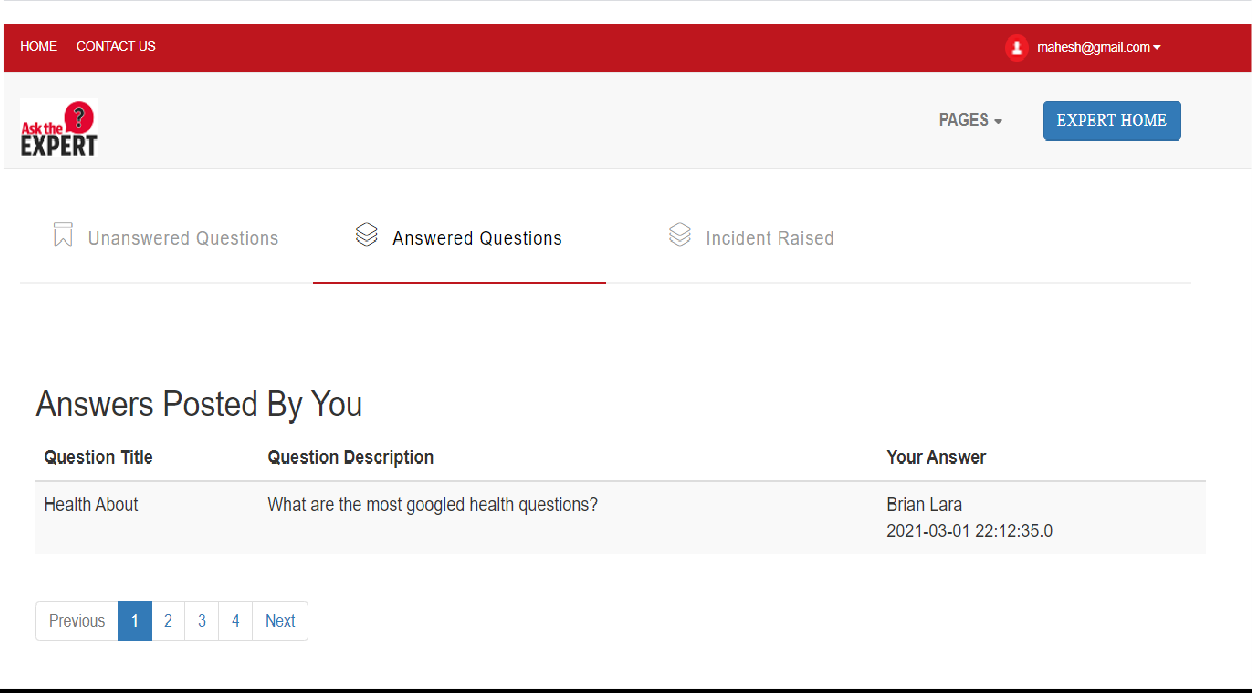 HOME CONTACT US mahesh@gmail.com
Ask the ?
EXPERT
PAGES EXPERT HOME
Unanswered Questions Answered Questions Incident Raised
Answers Posted By You
Question Title Question Description Your Answer
Health About What are the most googled health questions? Brian Lara
2021-03-01 22:12:35.0
Previous 1 2 3 4 Next